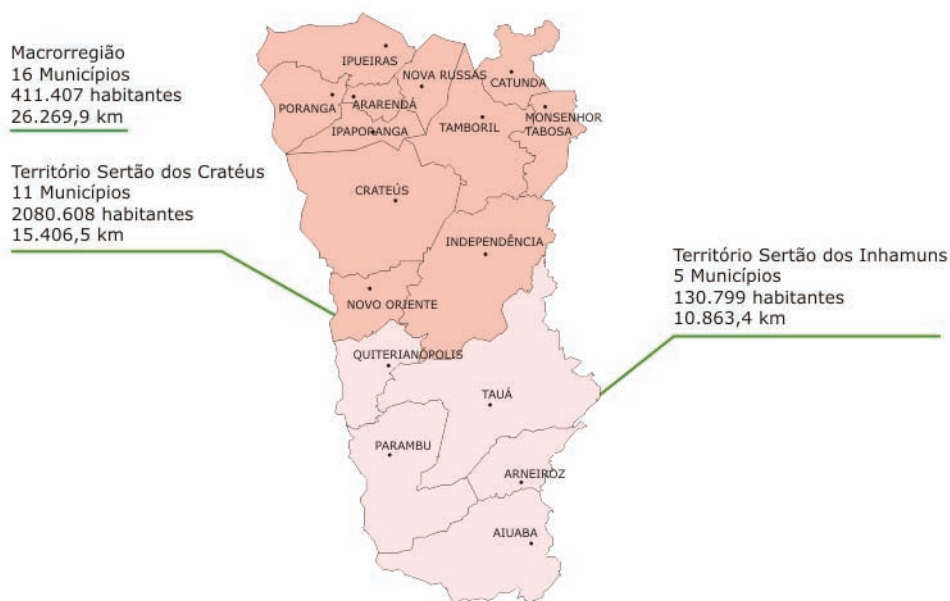 Macrorregião
16 Municípios
411.407 habitantes
26.269,9 km
Território Sertão dos Cratéus
11 Municípios
2080.608 habitantes
15.406,5 km
Território Sertão dos Inhamuns
5 Municípios
130.799 habitantes
10.863,4 km
IPUEIRAS
NOVA RUSSAS
CATUNDA
PORANGA
ARARENDÁ
MONSENHOR
TABOSA
IPAPORANGA
TAMBORIL
CRATEÚS
INDEPENDÊNCIA
NOVO ORIENTE
QUITERIANÓPOLIS
TAUÁ
PARAMBU
ARNEIROZ
AIUABA